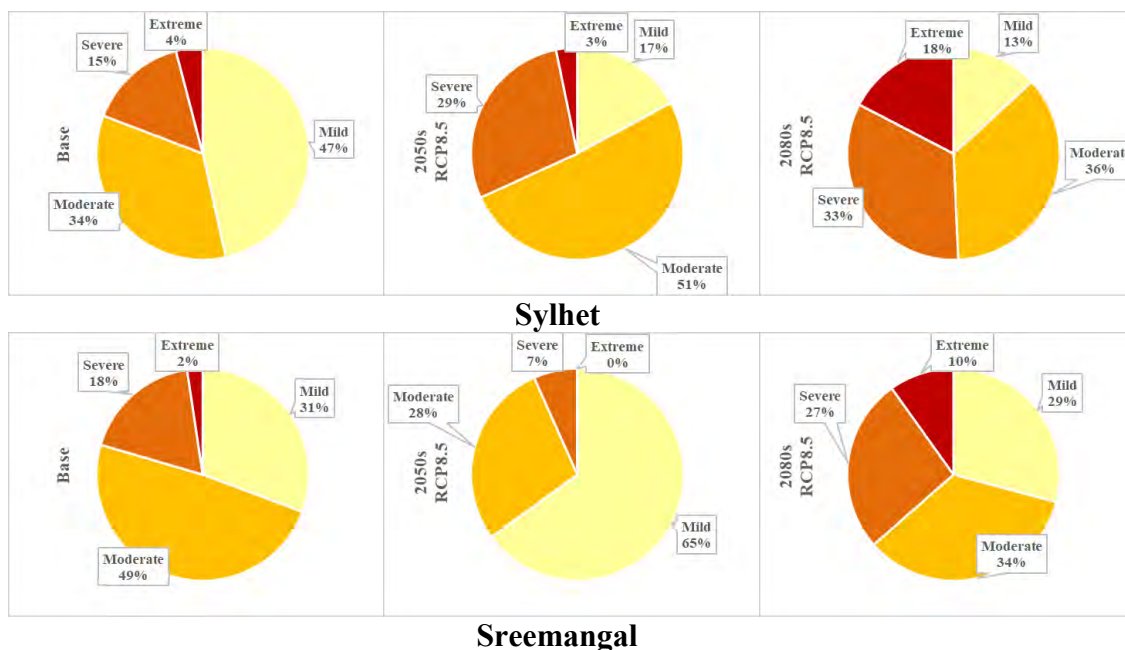 Extreme
4%
Severe
15%
Mild
47%
Moderate
34%
Base
Extreme
3%
Mild
17%
Severe
29%
Moderate
51%
2050s
RCP8.5
Extreme
18%
Mild
13%
Moderate
36%
Severe
33%
2080s
RCP8.5
Sylhet
Extreme
2%
Severe
18%
Mild
31%
Moderate
49%
Base
Severe
7%
Extreme
0%
Moderate
28%
Mild
65%
2050s
RCP8.5
Extreme
10%
Mild
29%
Severe
27%
Moderate
34%
2080s
RCP8.5
Sreemangal